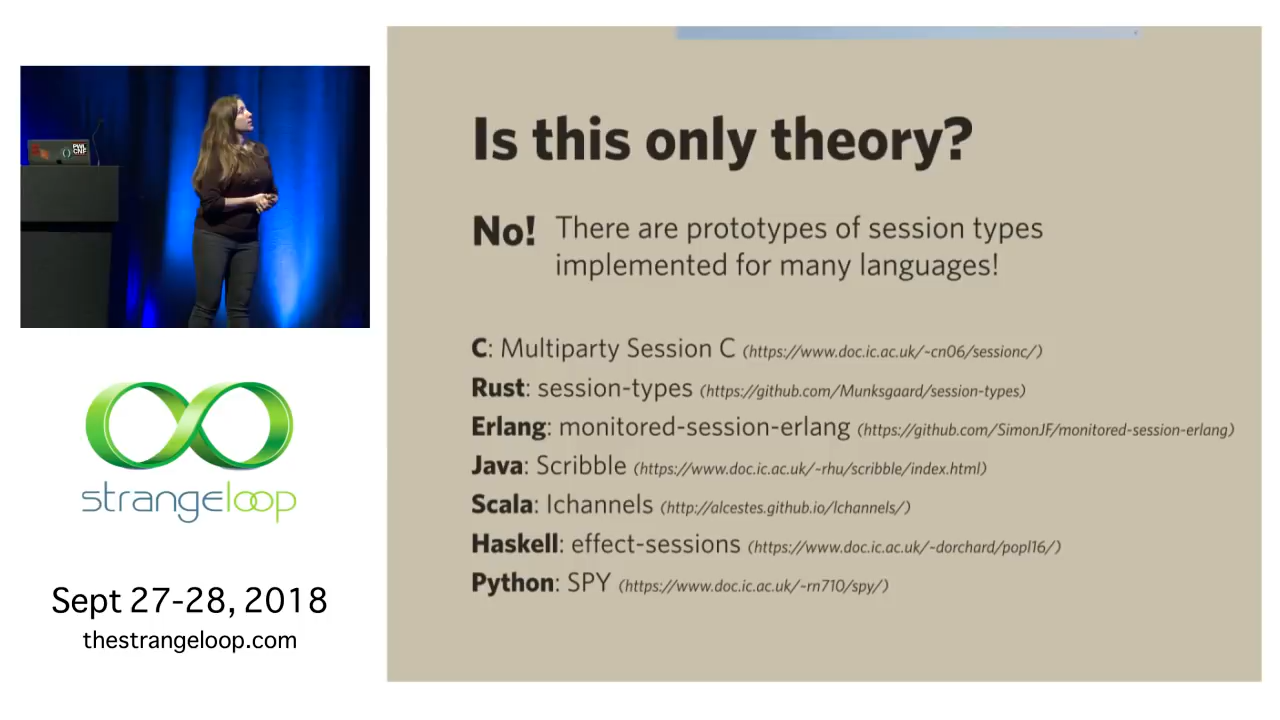 Is this only theory?
No! There are prototypes of session types
implemented for many languages!
C: Multiparty Session C (https://www.doc.ic.ac.uk/~cn06/sessionc/)
Rust: session-types (https://github.com/Munksgaard/session-types)
Erlang: monitored-session-erlang (https://github.com/SimonJF/monitored-session-erlang)
Java: Scribble (https://www.doc.ic.ac.uk/~rhu/scribble/index.html)
Scala: lchannels (http://alcestes.github.io/lchannels/)
Haskell: effect-sessions (https://www.doc.ic.ac.uk/~dorchard/popl16/)
Python: SPY (https://www.doc.ic.ac.uk/~rn710/spy/)
PWL
CNF
strangeloop
Sept 27-28, 2018
thestrangeloop.com